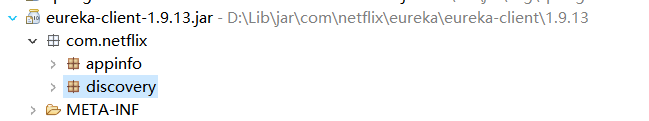 eureka-client-1.9.13.jar - D:\Lib\jar\com\netflix\eureka\eureka-client\1.9.13
com.netflix
appinfo
discovery
META-INF